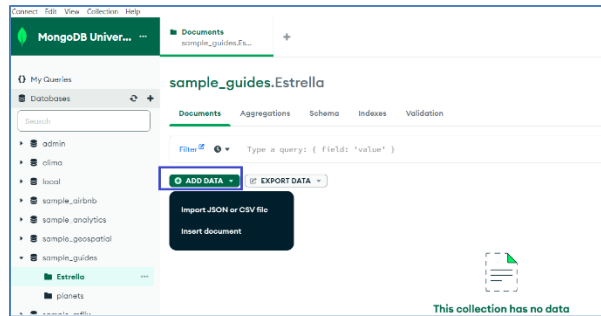 Connect Edit View Collection Help
MongoDB Univer... ...
Documents
sample_guides.Es...
+
My Queries
Databases
Search
admin
clima
local
sample_airbnb
sample_analytics
sample_geospatial
sample_guides
Estrella
...
planets
sample_mflix
sample_guides.Estrella
Documents Aggregations Schema Indexes Validation
Filter Type a query: { field: 'value' }
ADD DATA EXPORT DATA
Import JSON or CSV file
Insert document
This collection has no data